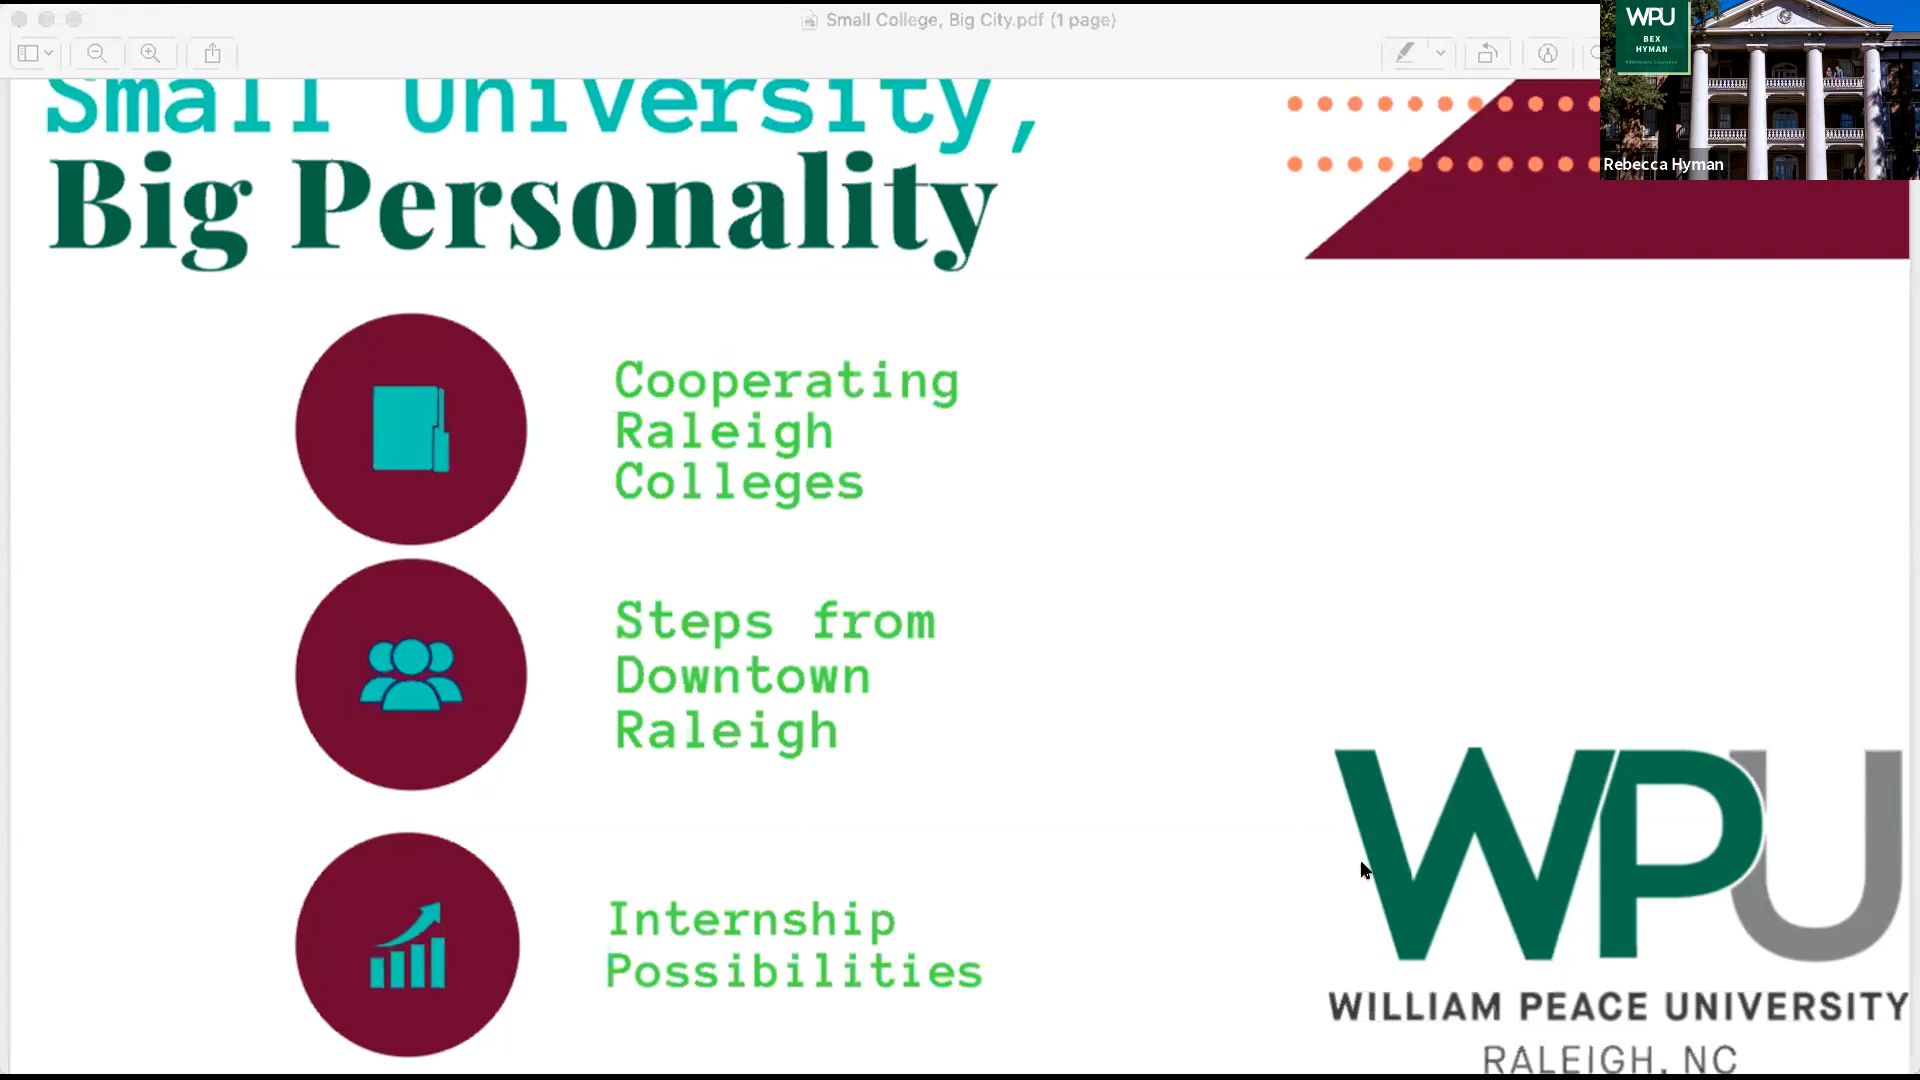 Small College, Big City.pdf (1 page)
WPU
BEX
HYMAN
Rebecca Hyman
Small University,
Big Personality
Cooperating
Raleigh
Colleges
Steps from
Downtown
Raleigh
Internship
Possibilities
WPU
WILLIAM PEACE UNIVERSITY
RALEIGH, NC